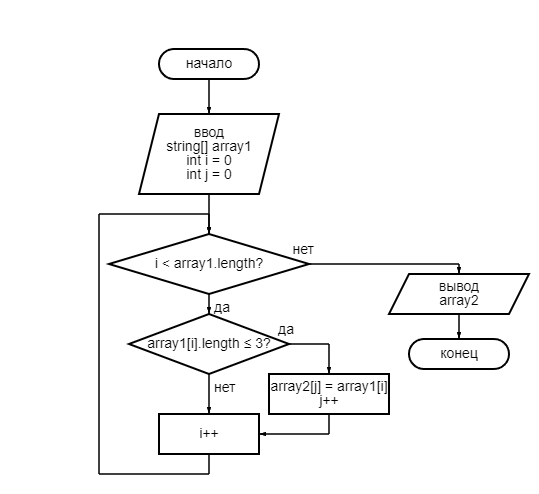 начало
ввод
string[] array1
int i = 0
int j = 0
i < array1.length?
нет
вывод
array2
да
array1[i].length ≤ 3?
да
конец
нет
array2[j] = array1[i]
j++
i++